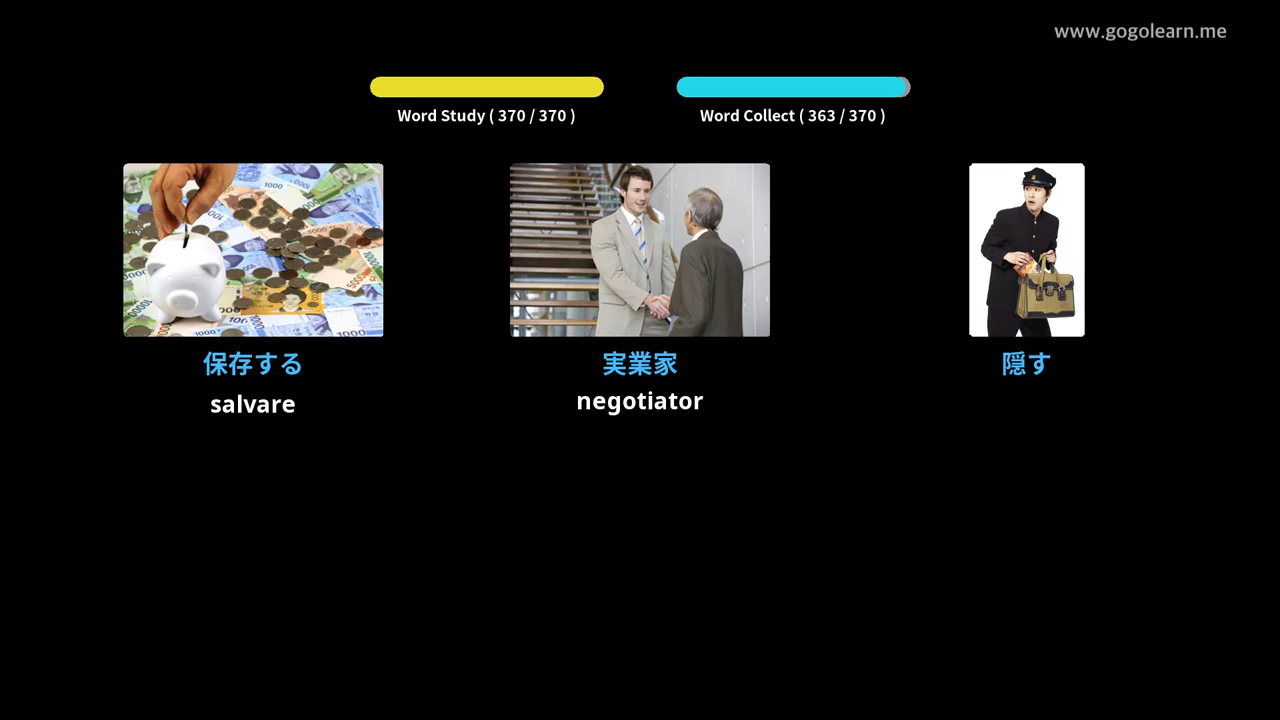 www.gogolearn.me
Word Study ( 370 / 370 )
Word Collect ( 363 / 370 )
保存する
salvare
実業家
negotiator
隠す